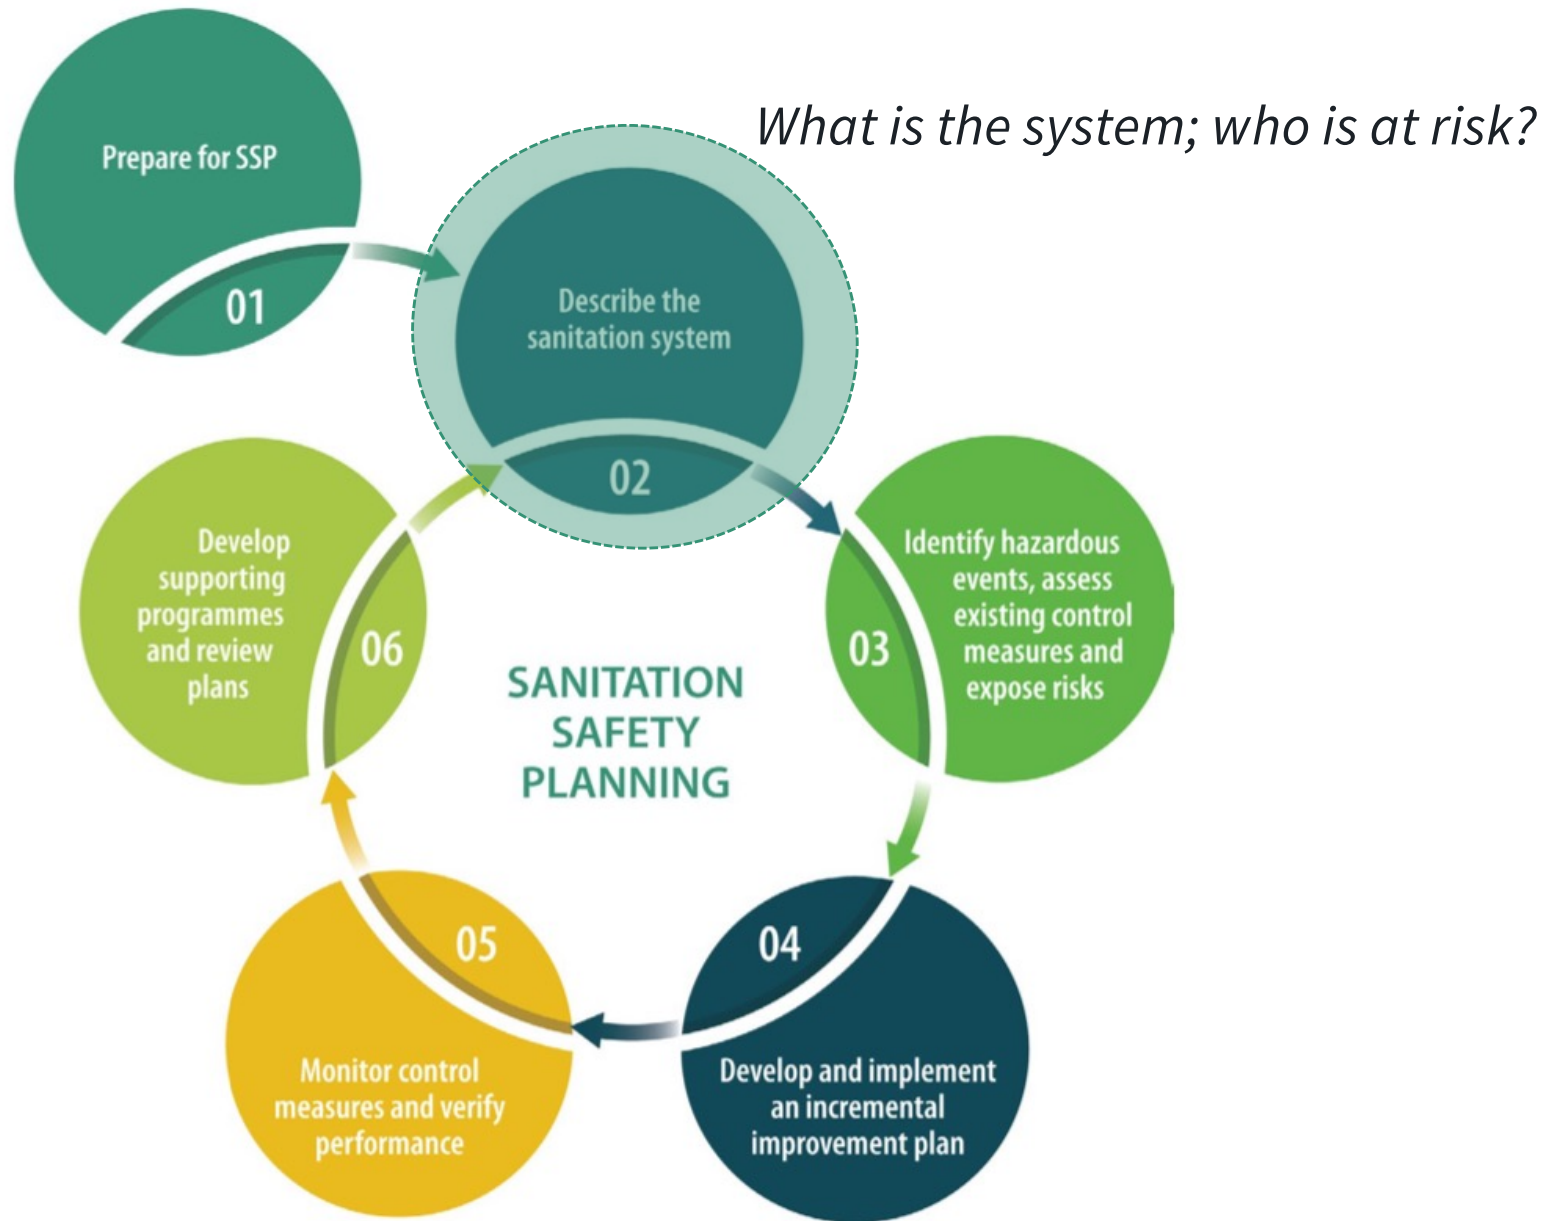 What is the system; who is at risk?
Prepare for SSP
01
Describe the
sanitation system
02
Identify hazardous
events, assess
existing control
measures and
expose risks
03
04
Develop and implement
an incremental
improvement plan
05
Monitor control
measures and verify
performance
Develop
supporting
programmes
and review
plans
06
SANITATION
SAFETY
PLANNING